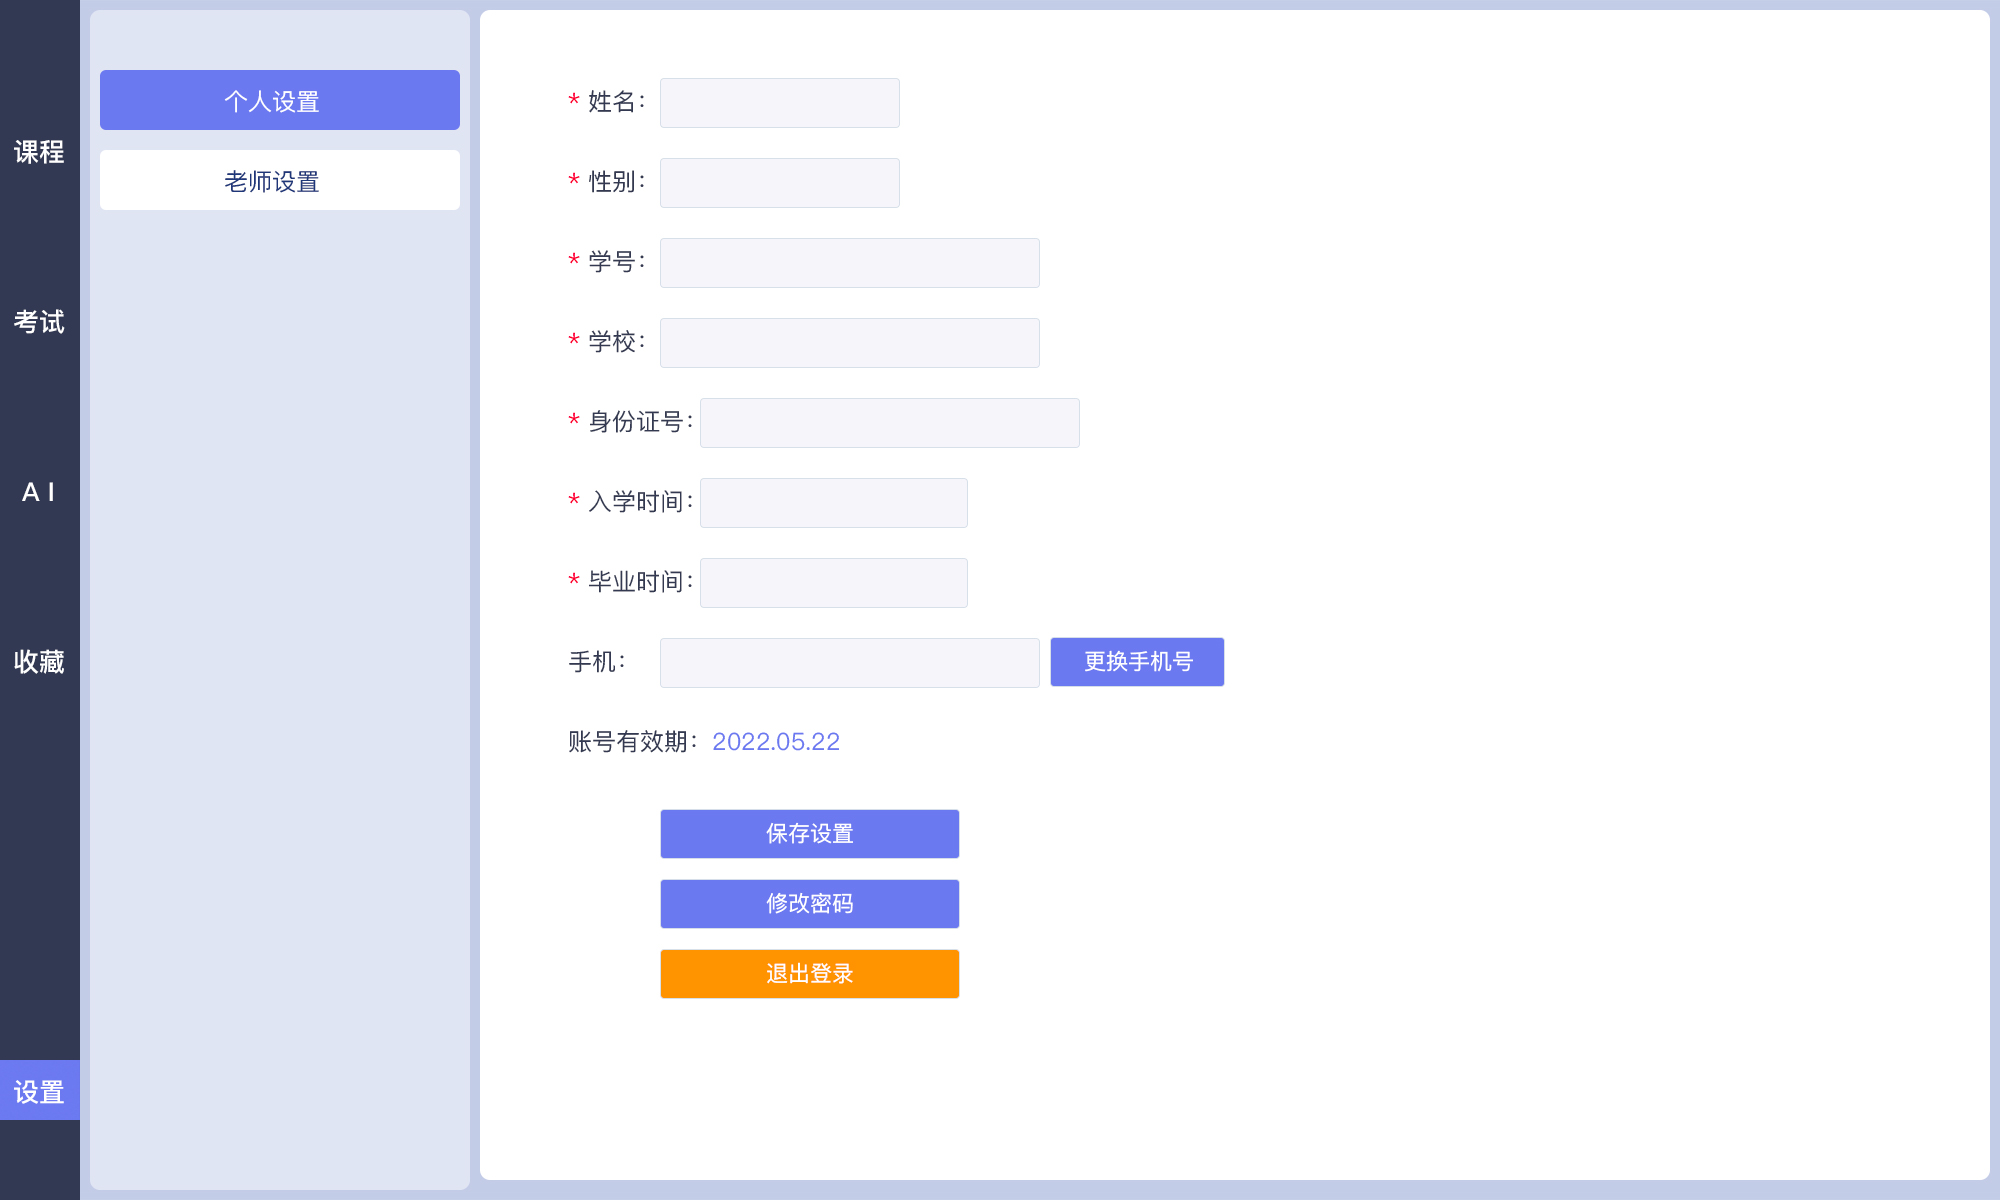 课程
考试
AI
收藏
设置
个人设置
老师设置
* 姓名：
* 性别：
* 学号：
* 学校：
* 身份证号：
* 入学时间：
* 毕业时间：
手机： 更换手机号
账号有效期： 2022.05.22
保存设置
修改密码
退出登录